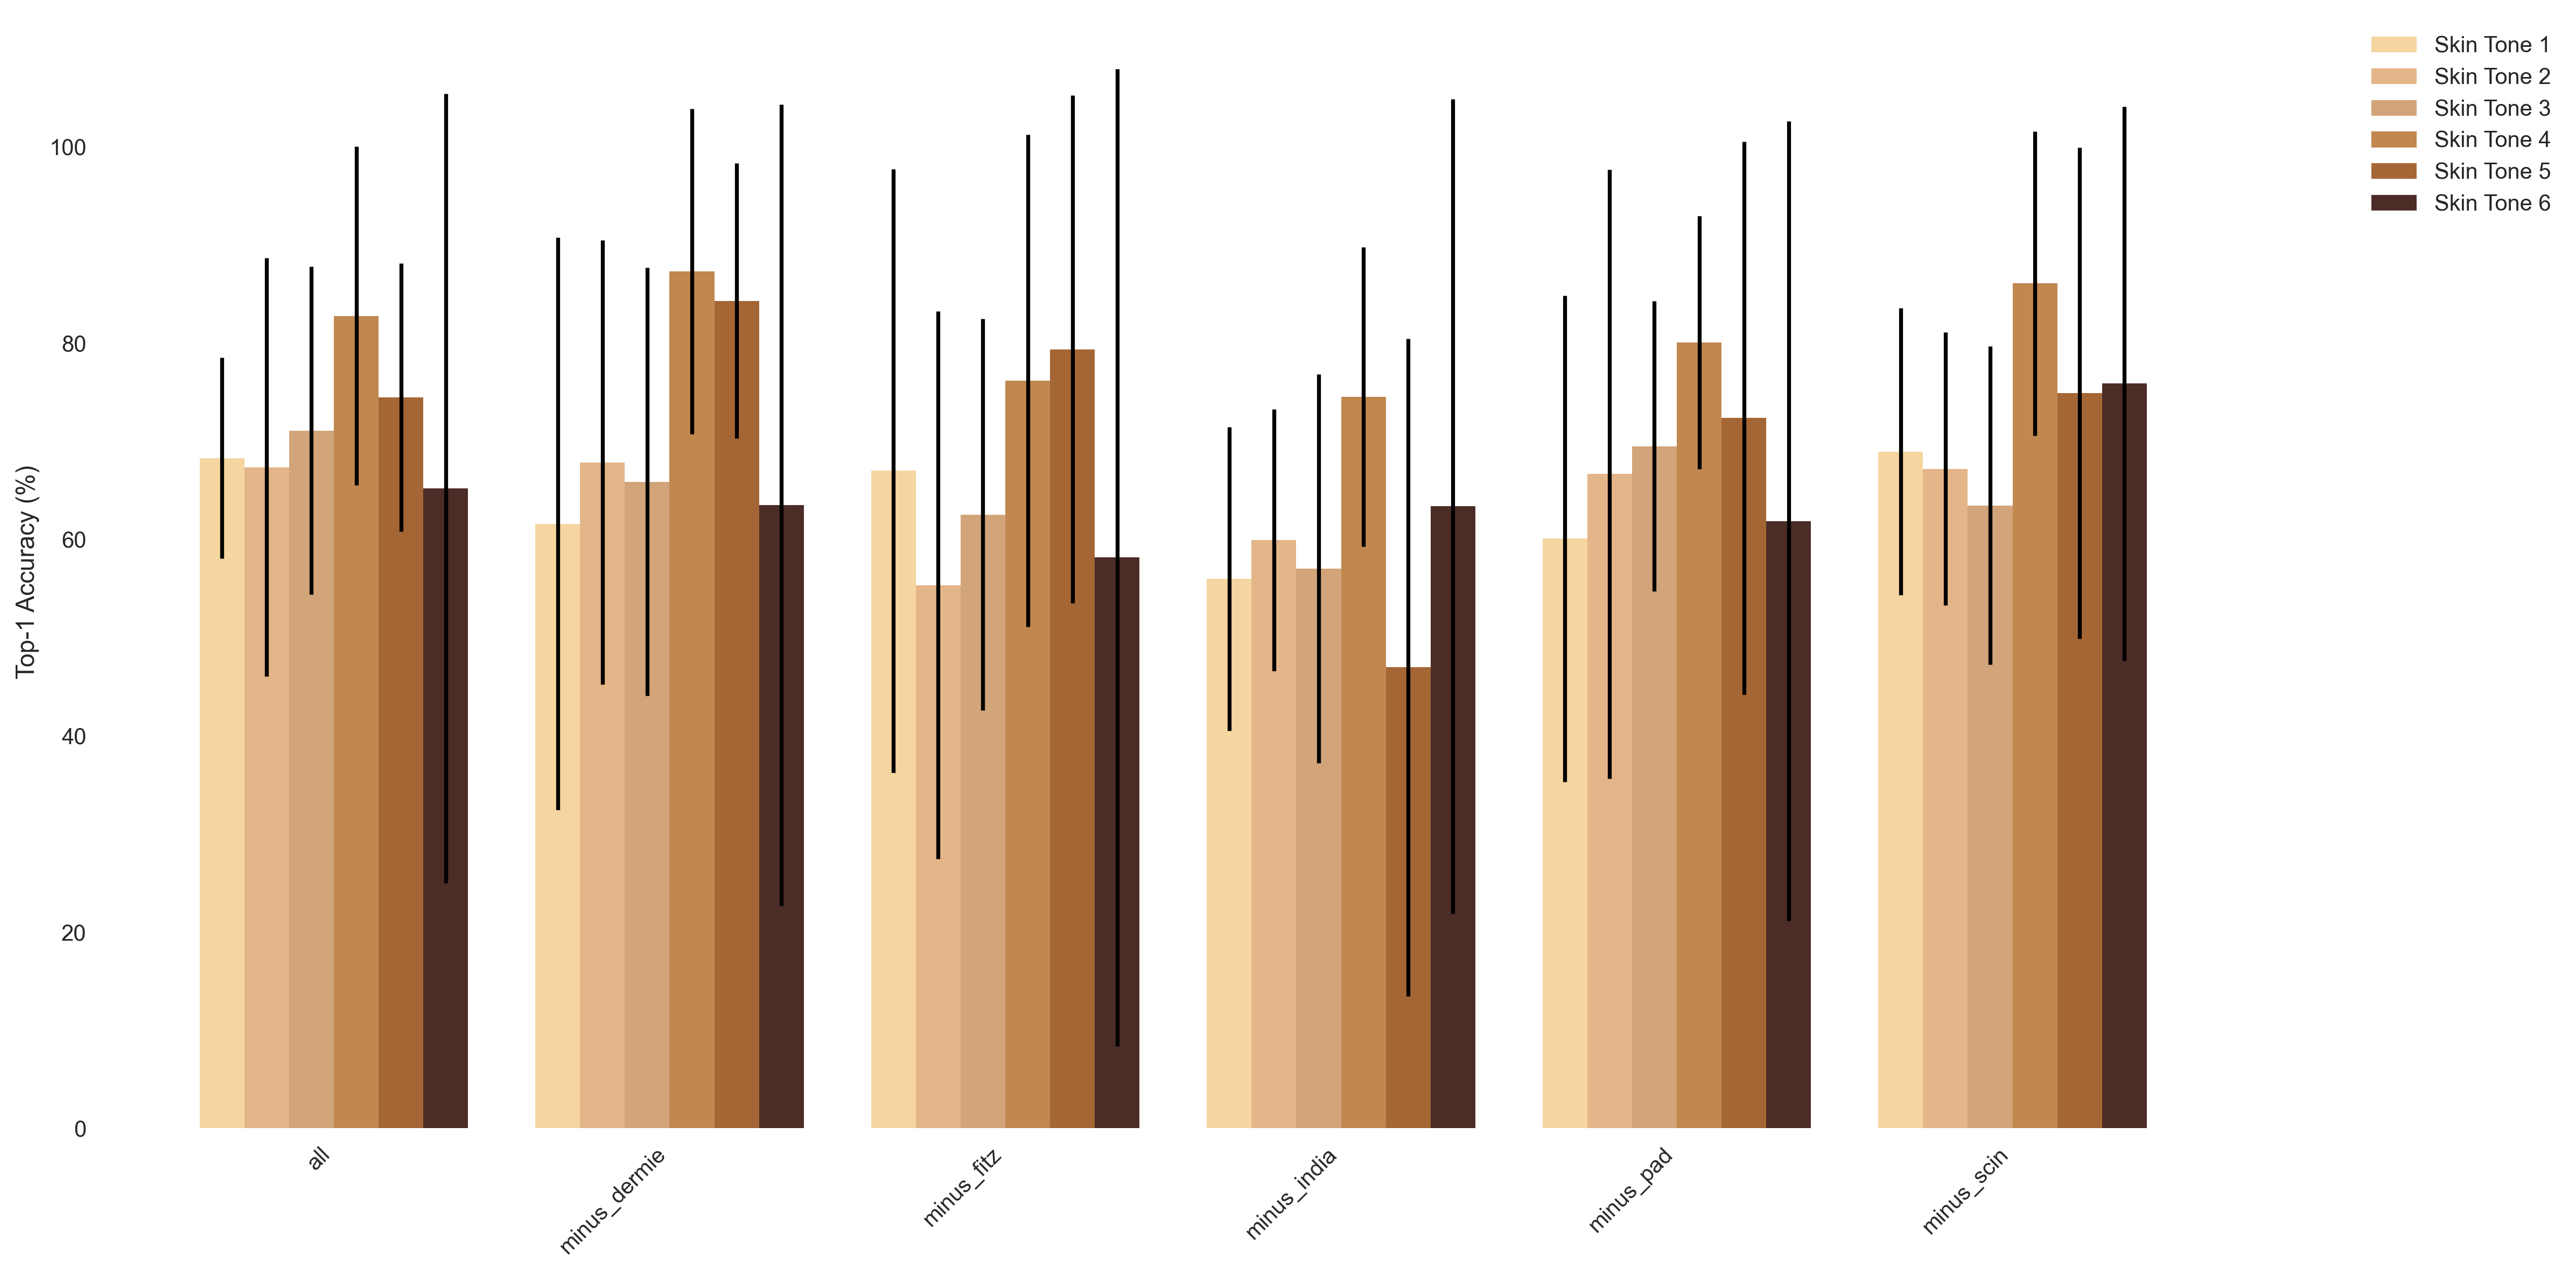 Skin Tone 1
Skin Tone 2
Skin Tone 3
Skin Tone 4
Skin Tone 5
Skin Tone 6
Top-1 Accuracy (%)
100
80
60
40
20
0
all
minus_dermie
minus_fitz
minus_india
minus_pad
minus_scin